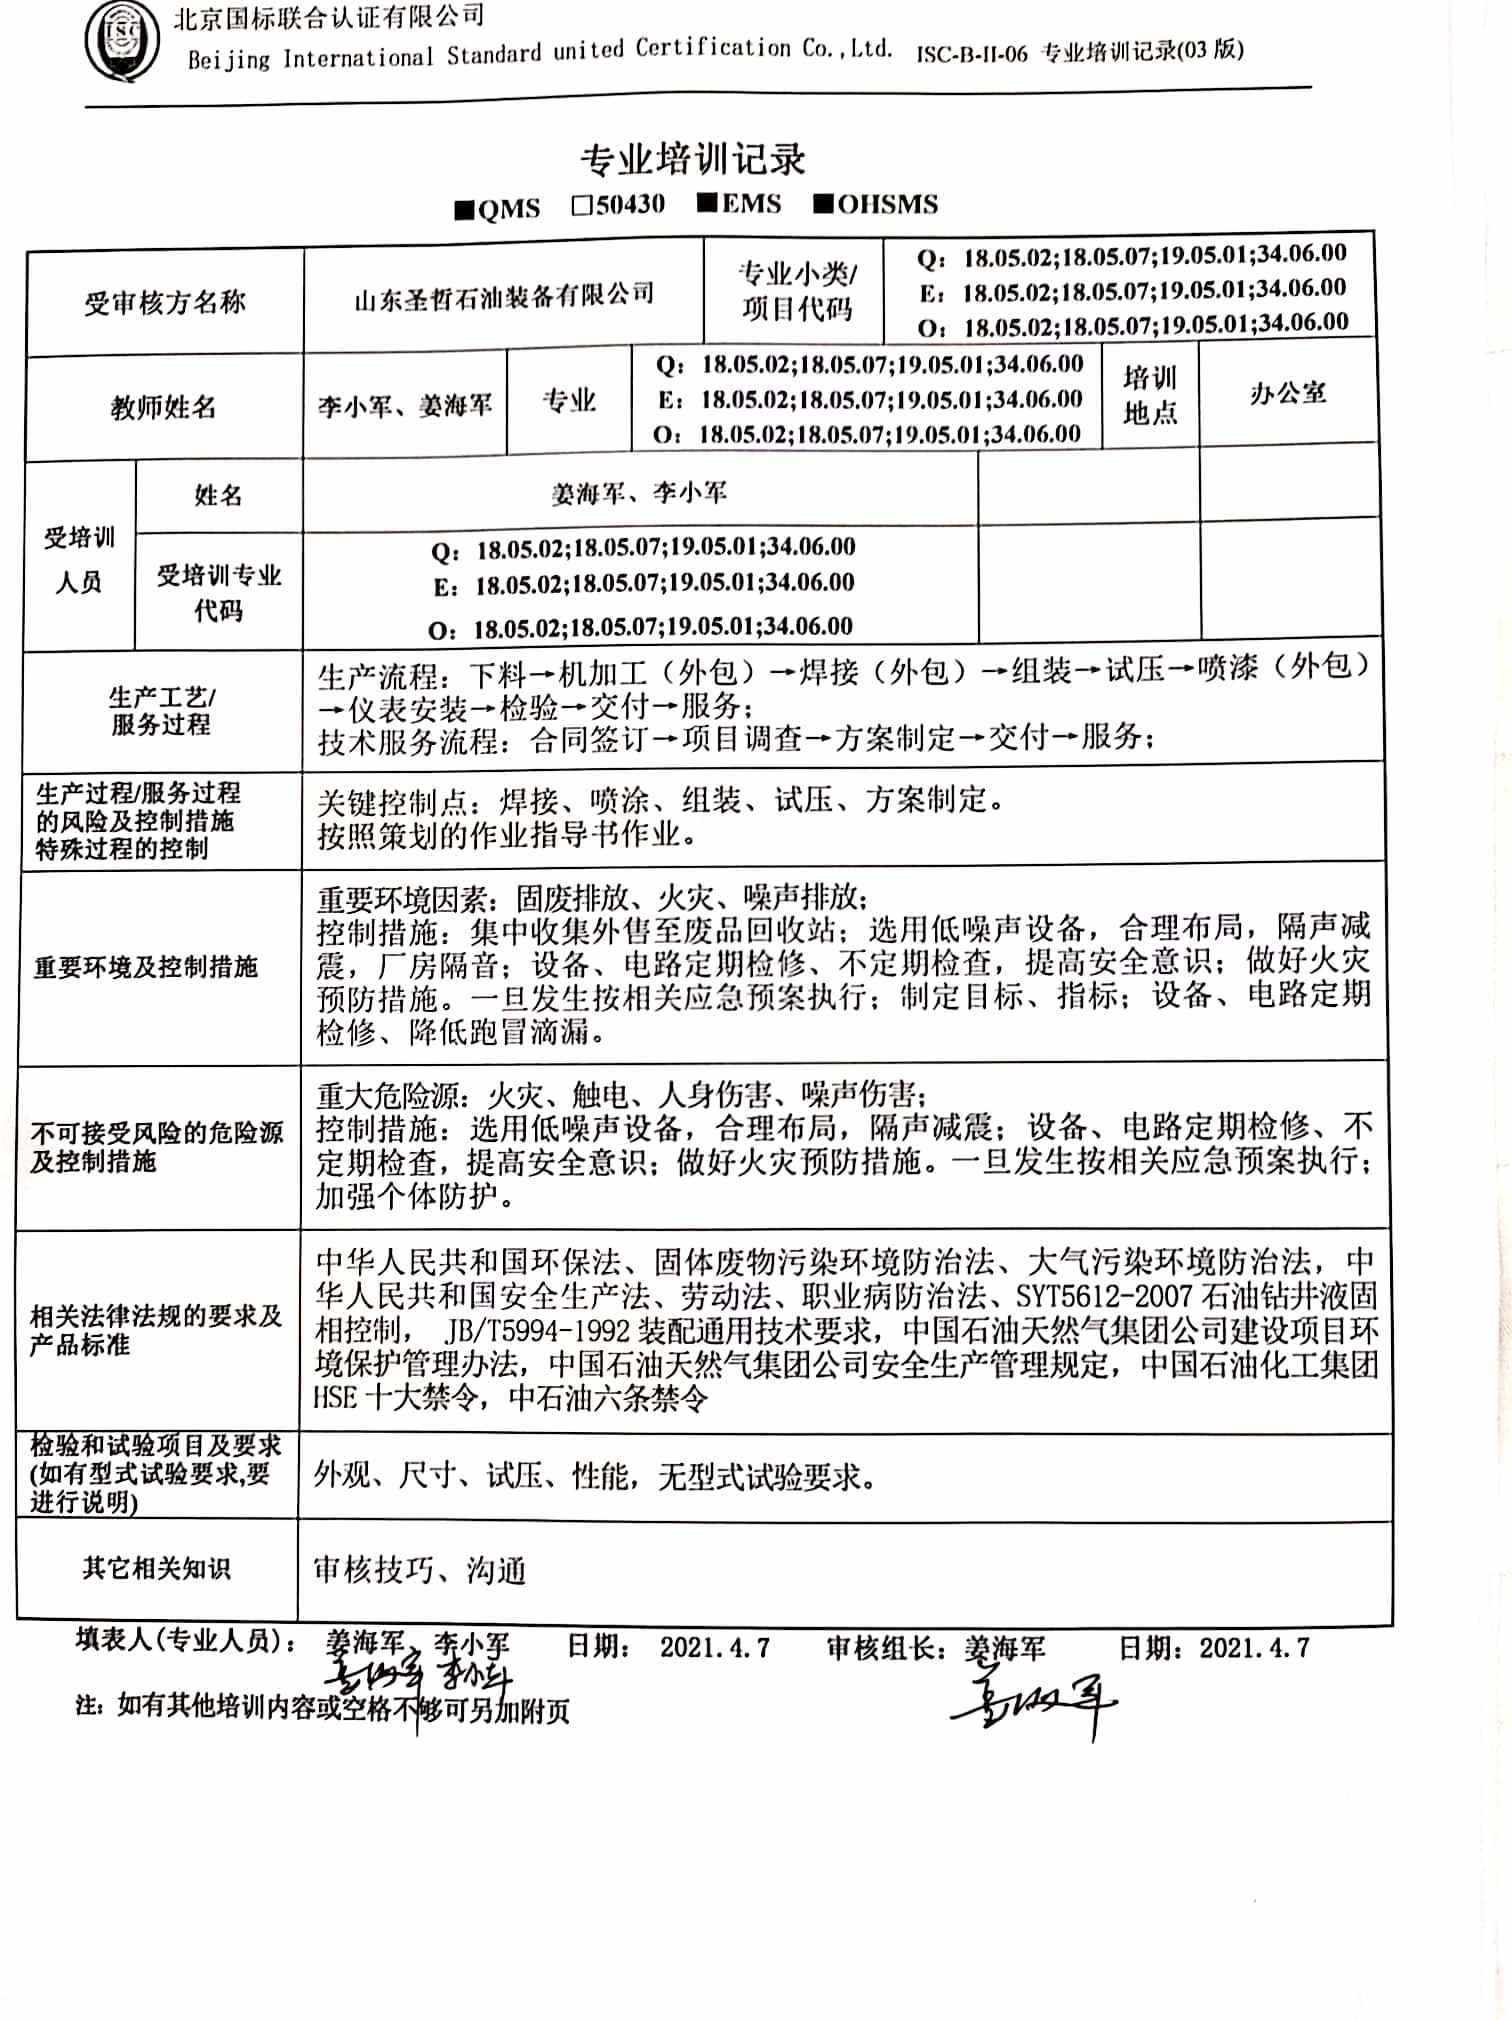 北京国标联合认证有限公司
Beijing International Standard united Certification Co.,Ltd. ISC-B-II-06 专业培训记录(03 版)
ISC
专业培训记录
■QMS □50430 ■EMS ■OHSMS
受审核方名称
山东圣哲石油装备有限公司
专业小类/
项目代码
Q： 18.05.02;18.05.07;19.05.01;34.06.00
E： 18.05.02;18.05.07;19.05.01;34.06.00
O： 18.05.02;18.05.07;19.05.01;34.06.00
教师姓名
李小军、姜海军
专业
Q： 18.05.02;18.05.07;19.05.01;34.06.00
E： 18.05.02;18.05.07;19.05.01;34.06.00
O： 18.05.02;18.05.07;19.05.01;34.06.00
培训
地点
办公室
受培训
人员
姓名
姜海军、李小军
受培训专业
代码
Q： 18.05.02;18.05.07;19.05.01;34.06.00
E： 18.05.02;18.05.07;19.05.01;34.06.00
O： 18.05.02;18.05.07;19.05.01;34.06.00
生产工艺/
服务过程
生产流程：下料→机加工（外包）→焊接（外包）→组装→试压→喷漆（外包）
→仪表安装→检验→交付→服务；
技术服务流程：合同签订→项目调查→方案制定→交付→服务；
生产过程/服务过程
的风险及控制措施
特殊过程的控制
关键控制点：焊接、喷涂、组装、试压、方案制定。
按照策划的作业指导书作业。
重要环境及控制措施
重要环境因素：固废排放、火灾、噪声排放；
控制措施：集中收集外售至废品回收站；选用低噪声设备，合理布局，隔声减
震，厂房隔音；设备、电路定期检修、不定期检查，提高安全意识；做好火灾
预防措施。一旦发生按相关应急预案执行；制定目标、指标；设备、电路定期
检修、降低跑冒滴漏。
不可接受风险的危险源
及控制措施
重大危险源：火灾、触电、人身伤害、噪声伤害；
控制措施：选用低噪声设备，合理布局，隔声减震；设备、电路定期检修、不
定期检查，提高安全意识；做好火灾预防措施。一旦发生按相关应急预案执行；
加强个体防护。
相关法律法规的要求及
产品标准
中华人民共和国环保法、固体废物污染环境防治法、大气污染环境防治法，中
华人民共和国安全生产法、劳动法、职业病防治法、SYT5612-2007 石油钻井液固
相控制， JB/T5994-1992 装配通用技术要求，中国石油天然气集团公司建设项目环
境保护管理办法，中国石油天然气集团公司安全生产管理规定，中国石油化工集团
HSE 十大禁令，中石油六条禁令
检验和试验项目及要求
(如有型式试验要求,要
进行说明)
外观、尺寸、试压、性能，无型式试验要求。
其它相关知识
审核技巧、沟通
填表人(专业人员)： 姜海军、李小军 日期： 2021.4.7 审核组长：姜海军 日期：2021.4.7
姜海军 李小军
姜海军
注：如有其他培训内容或空格不够可另加附页